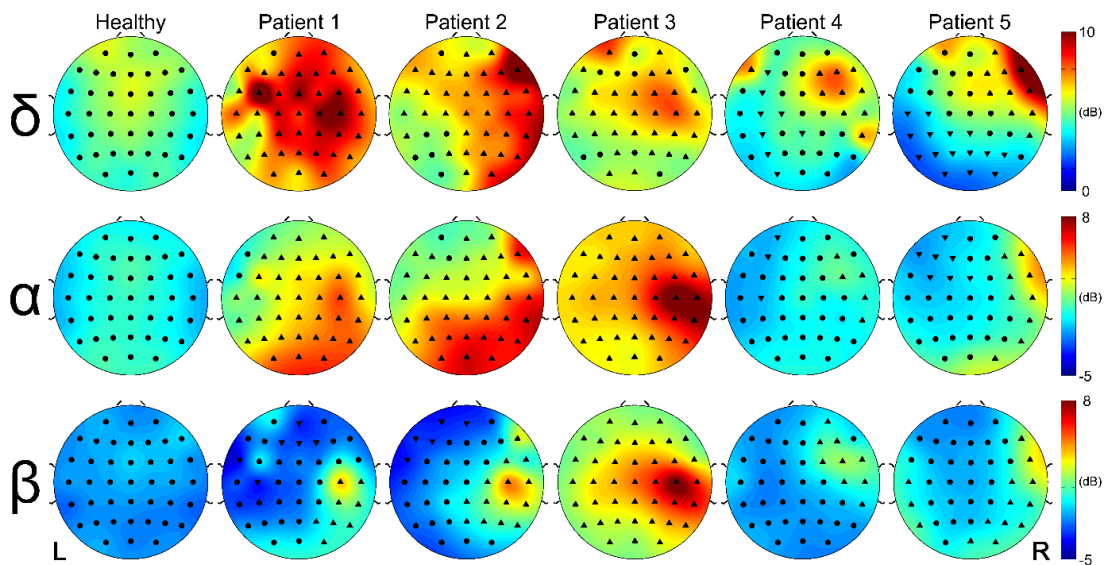 Healthy Patient 1 Patient 2 Patient 3 Patient 4 Patient 5
δ 10 (dB) 0
α 8 (dB) -5
β 8 (dB) -5
L R